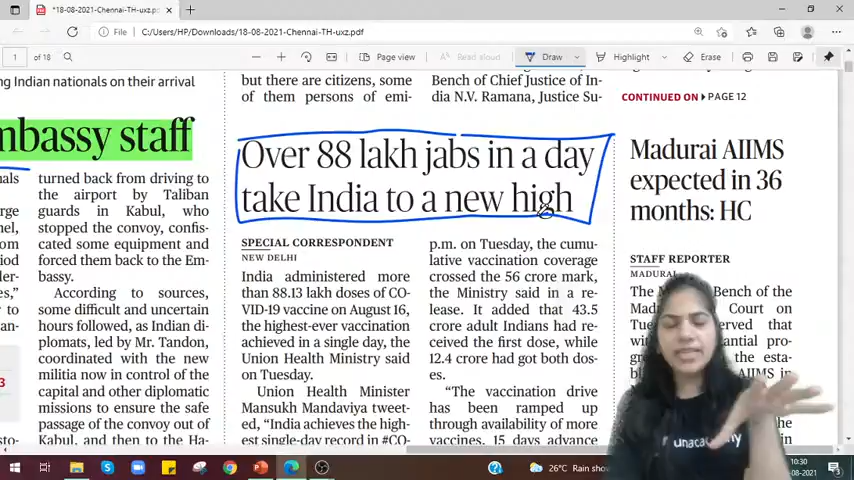 *18-08-2021-Chennai-TH-uxz.pdf
File
C:/Users/HP/Downloads/18-08-2021-Chennai-TH-uxz.pdf
1 of 18
Page view
Read aloud
Draw
Highlight
Erase
ng Indian nationals on their arrival
mbassy staff
turned back from driving to
the airport by Taliban
guards in Kabul, who
stopped the convoy, confis-
cated some equipment and
forced them back to the Em-
bassy.
According to sources,
some difficult and uncertain
hours followed, as Indian di-
plomats, led by Mr. Tandon,
coordinated with the new
militia now in control of the
capital and other diplomatic
missions to ensure the safe
passage of the convoy out of
Kabul, and then to the Ha-
but there are citizens, some
of them persons of emi-
Bench of Chief Justice of In-
dia N.V. Ramana, Justice Su-
CONTINUED ON PAGE 12
Over 88 lakh jabs in a day
take India to a new high
SPECIAL CORRESPONDENT
NEW DELHI
India administered more
than 88.13 lakh doses of CO-
VID-19 vaccine on August 16,
the highest-ever vaccination
achieved in a single day, the
Union Health Ministry said
on Tuesday.
Union Health Minister
Mansukh Mandaviya tweet-
ed, “India achieves the high-
est single-day record in #CO-
p.m. on Tuesday, the cumu-
lative vaccination coverage
crossed the 56 crore mark,
the Ministry said in a re-
lease. It added that 43.5
crore adult Indians had re-
ceived the first dose, while
12.4 crore had got both dos-
es.
“The vaccination drive
has been ramped up
through availability of more
vaccines, 15 days advance
Madurai AIIMS
expected in 36
months: HC
STAFF REPORTER
MADURAI
The Bench of the
Court on
unacademy
26°C Rain sho
10:30